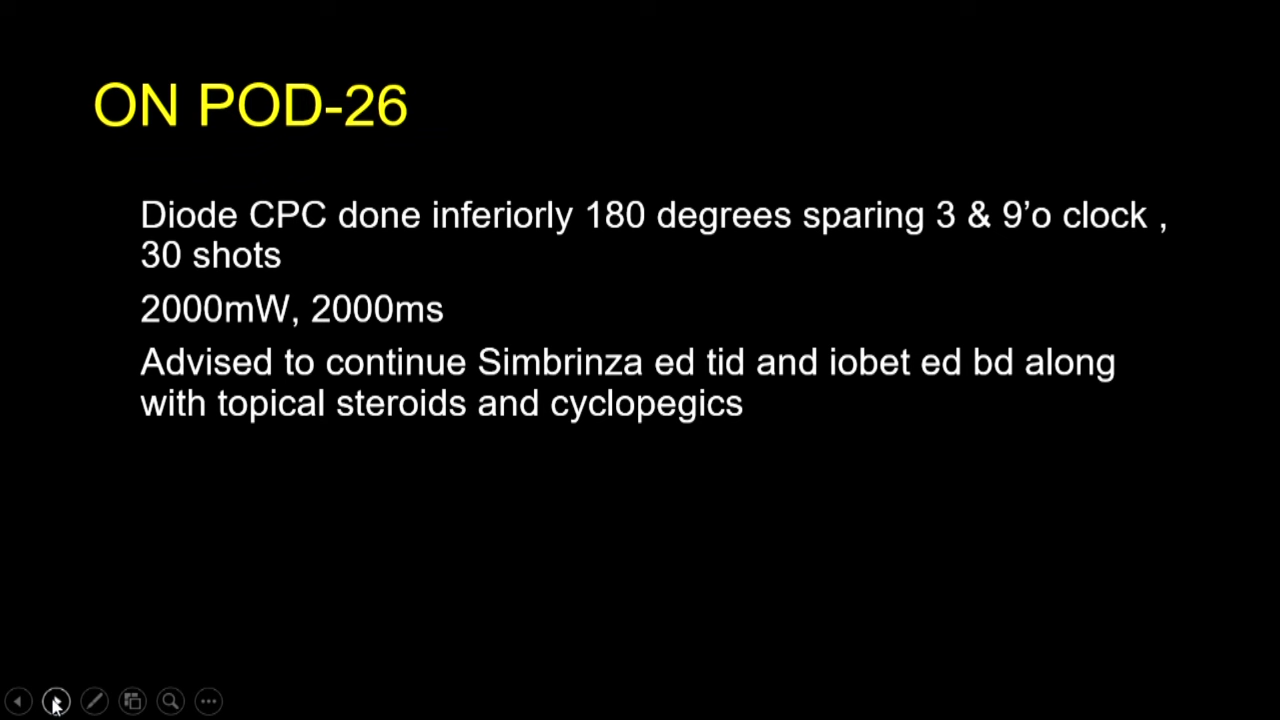 ON POD-26
Diode CPC done inferiorly 180 degrees sparing 3 & 9’o clock ,
30 shots
2000mW, 2000ms
Advised to continue Simbrinza ed tid and iobet ed bd along
with topical steroids and cyclopegics